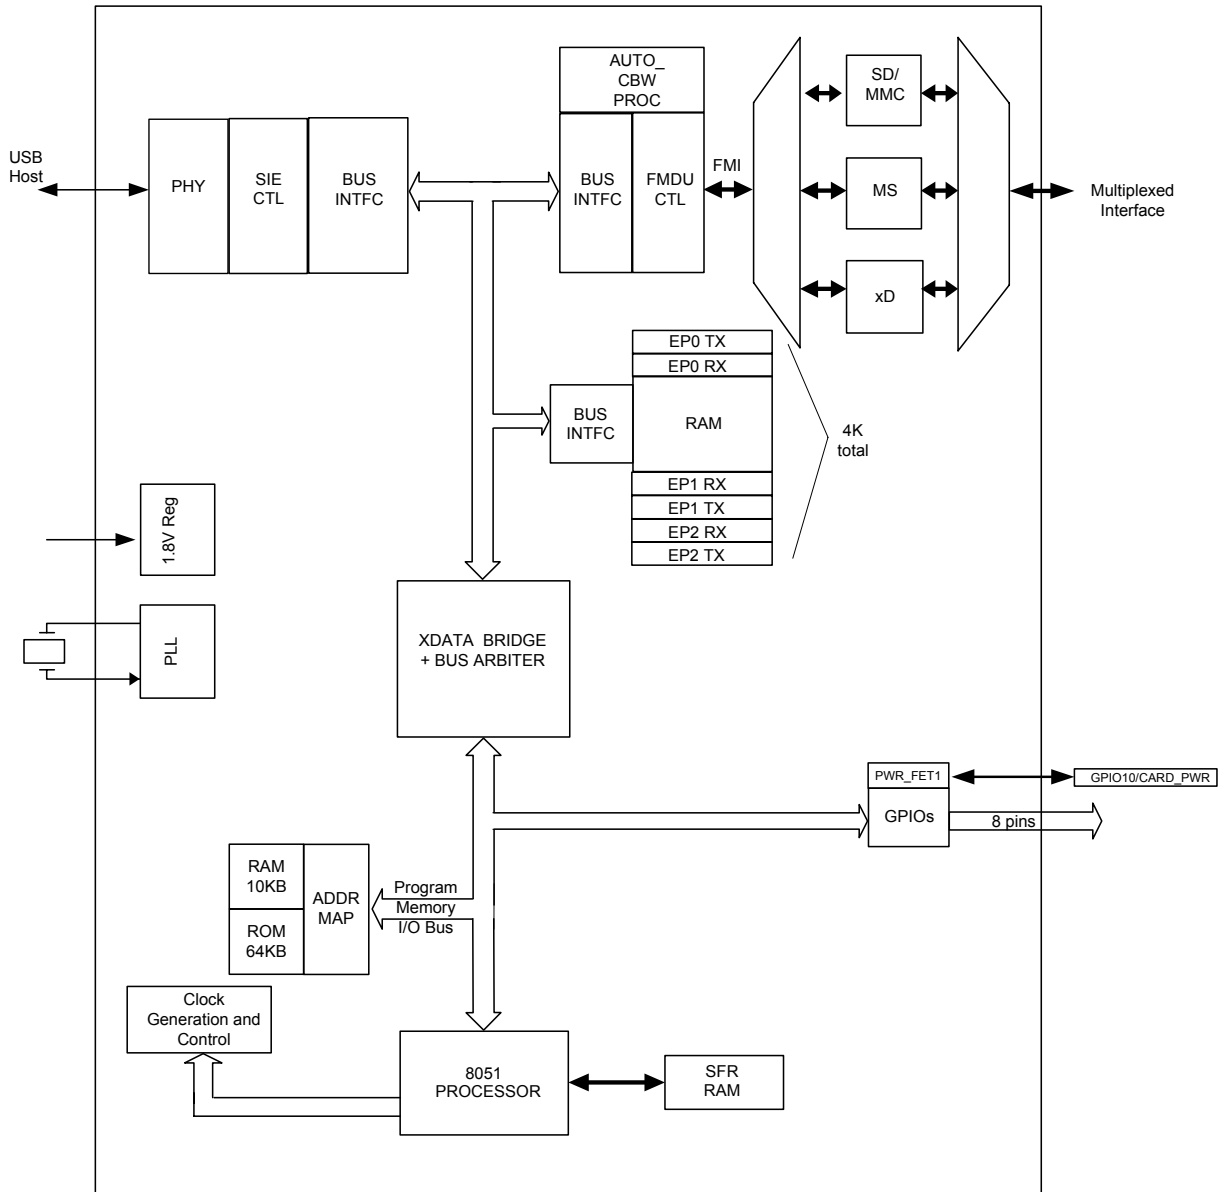 AUTO_
CBW
PROC
SD/
MMC
USB
Host
PHY
SIE
CTL
BUS
INTFC
BUS
INTFC
FMDU
CTL
FMI
MS
Multiplexed
Interface
xD
EP0 TX
EP0 RX
BUS
INTFC
RAM
4K
total
EP1 RX
EP1 TX
EP2 RX
EP2 TX
1.8V Reg
PLL
XDATA BRIDGE
+ BUS ARBITER
PWR_FET1
GPIO10/CARD_PWR
GPIOs
8 pins
RAM
10KB
ADDR
MAP
ROM
64KB
Program
Memory
I/O Bus
Clock
Generation and
Control
8051
PROCESSOR
SFR
RAM